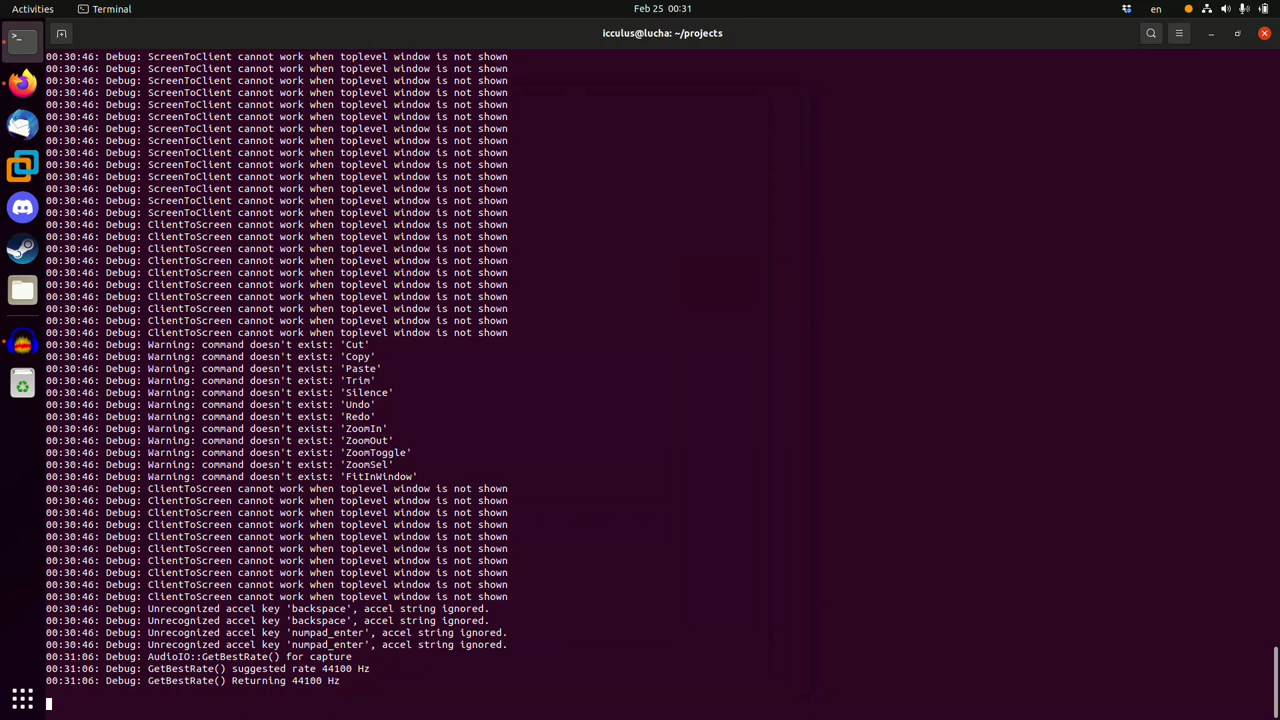 Activities
Terminal
Feb 25 00:31
en
icculus@lucha: ~/projects
00:30:46: Debug: ScreenToClient cannot work when toplevel window is not shown
00:30:46: Debug: ScreenToClient cannot work when toplevel window is not shown
00:30:46: Debug: ScreenToClient cannot work when toplevel window is not shown
00:30:46: Debug: ScreenToClient cannot work when toplevel window is not shown
00:30:46: Debug: ScreenToClient cannot work when toplevel window is not shown
00:30:46: Debug: ScreenToClient cannot work when toplevel window is not shown
00:30:46: Debug: ScreenToClient cannot work when toplevel window is not shown
00:30:46: Debug: ScreenToClient cannot work when toplevel window is not shown
00:30:46: Debug: ScreenToClient cannot work when toplevel window is not shown
00:30:46: Debug: ScreenToClient cannot work when toplevel window is not shown
00:30:46: Debug: ScreenToClient cannot work when toplevel window is not shown
00:30:46: Debug: ScreenToClient cannot work when toplevel window is not shown
00:30:46: Debug: ScreenToClient cannot work when toplevel window is not shown
00:30:46: Debug: ScreenToClient cannot work when toplevel window is not shown
00:30:46: Debug: ClientToScreen cannot work when toplevel window is not shown
00:30:46: Debug: ClientToScreen cannot work when toplevel window is not shown
00:30:46: Debug: ClientToScreen cannot work when toplevel window is not shown
00:30:46: Debug: ClientToScreen cannot work when toplevel window is not shown
00:30:46: Debug: ClientToScreen cannot work when toplevel window is not shown
00:30:46: Debug: ClientToScreen cannot work when toplevel window is not shown
00:30:46: Debug: ClientToScreen cannot work when toplevel window is not shown
00:30:46: Debug: ClientToScreen cannot work when toplevel window is not shown
00:30:46: Debug: ClientToScreen cannot work when toplevel window is not shown
00:30:46: Debug: ClientToScreen cannot work when toplevel window is not shown
00:30:46: Debug: Warning: command doesn't exist: 'Cut'
00:30:46: Debug: Warning: command doesn't exist: 'Copy'
00:30:46: Debug: Warning: command doesn't exist: 'Paste'
00:30:46: Debug: Warning: command doesn't exist: 'Trim'
00:30:46: Debug: Warning: command doesn't exist: 'Silence'
00:30:46: Debug: Warning: command doesn't exist: 'Undo'
00:30:46: Debug: Warning: command doesn't exist: 'Redo'
00:30:46: Debug: Warning: command doesn't exist: 'ZoomIn'
00:30:46: Debug: Warning: command doesn't exist: 'ZoomOut'
00:30:46: Debug: Warning: command doesn't exist: 'ZoomToggle'
00:30:46: Debug: Warning: command doesn't exist: 'ZoomSel'
00:30:46: Debug: Warning: command doesn't exist: 'FitInWindow'
00:30:46: Debug: ClientToScreen cannot work when toplevel window is not shown
00:30:46: Debug: ClientToScreen cannot work when toplevel window is not shown
00:30:46: Debug: ClientToScreen cannot work when toplevel window is not shown
00:30:46: Debug: ClientToScreen cannot work when toplevel window is not shown
00:30:46: Debug: ClientToScreen cannot work when toplevel window is not shown
00:30:46: Debug: ClientToScreen cannot work when toplevel window is not shown
00:30:46: Debug: ClientToScreen cannot work when toplevel window is not shown
00:30:46: Debug: ClientToScreen cannot work when toplevel window is not shown
00:30:46: Debug: ClientToScreen cannot work when toplevel window is not shown
00:30:46: Debug: ClientToScreen cannot work when toplevel window is not shown
00:30:46: Debug: Unrecognized accel key 'backspace', accel string ignored.
00:30:46: Debug: Unrecognized accel key 'backspace', accel string ignored.
00:30:46: Debug: Unrecognized accel key 'numpad_enter', accel string ignored.
00:30:46: Debug: Unrecognized accel key 'numpad_enter', accel string ignored.
00:31:06: Debug: AudioIO::GetBestRate() for capture
00:31:06: Debug: GetBestRate() suggested rate 44100 Hz
00:31:06: Debug: GetBestRate() Returning 44100 Hz